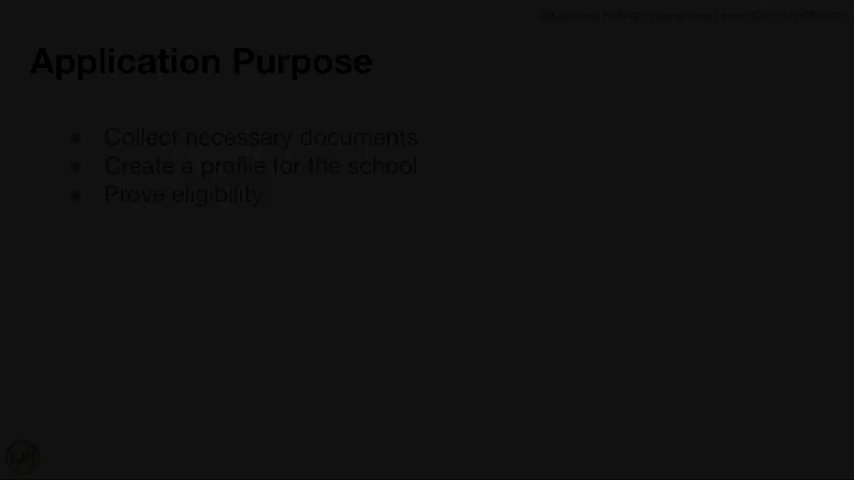 Application Purpose
● Collect necessary documents
● Create a profile for the school
● Prove eligibility